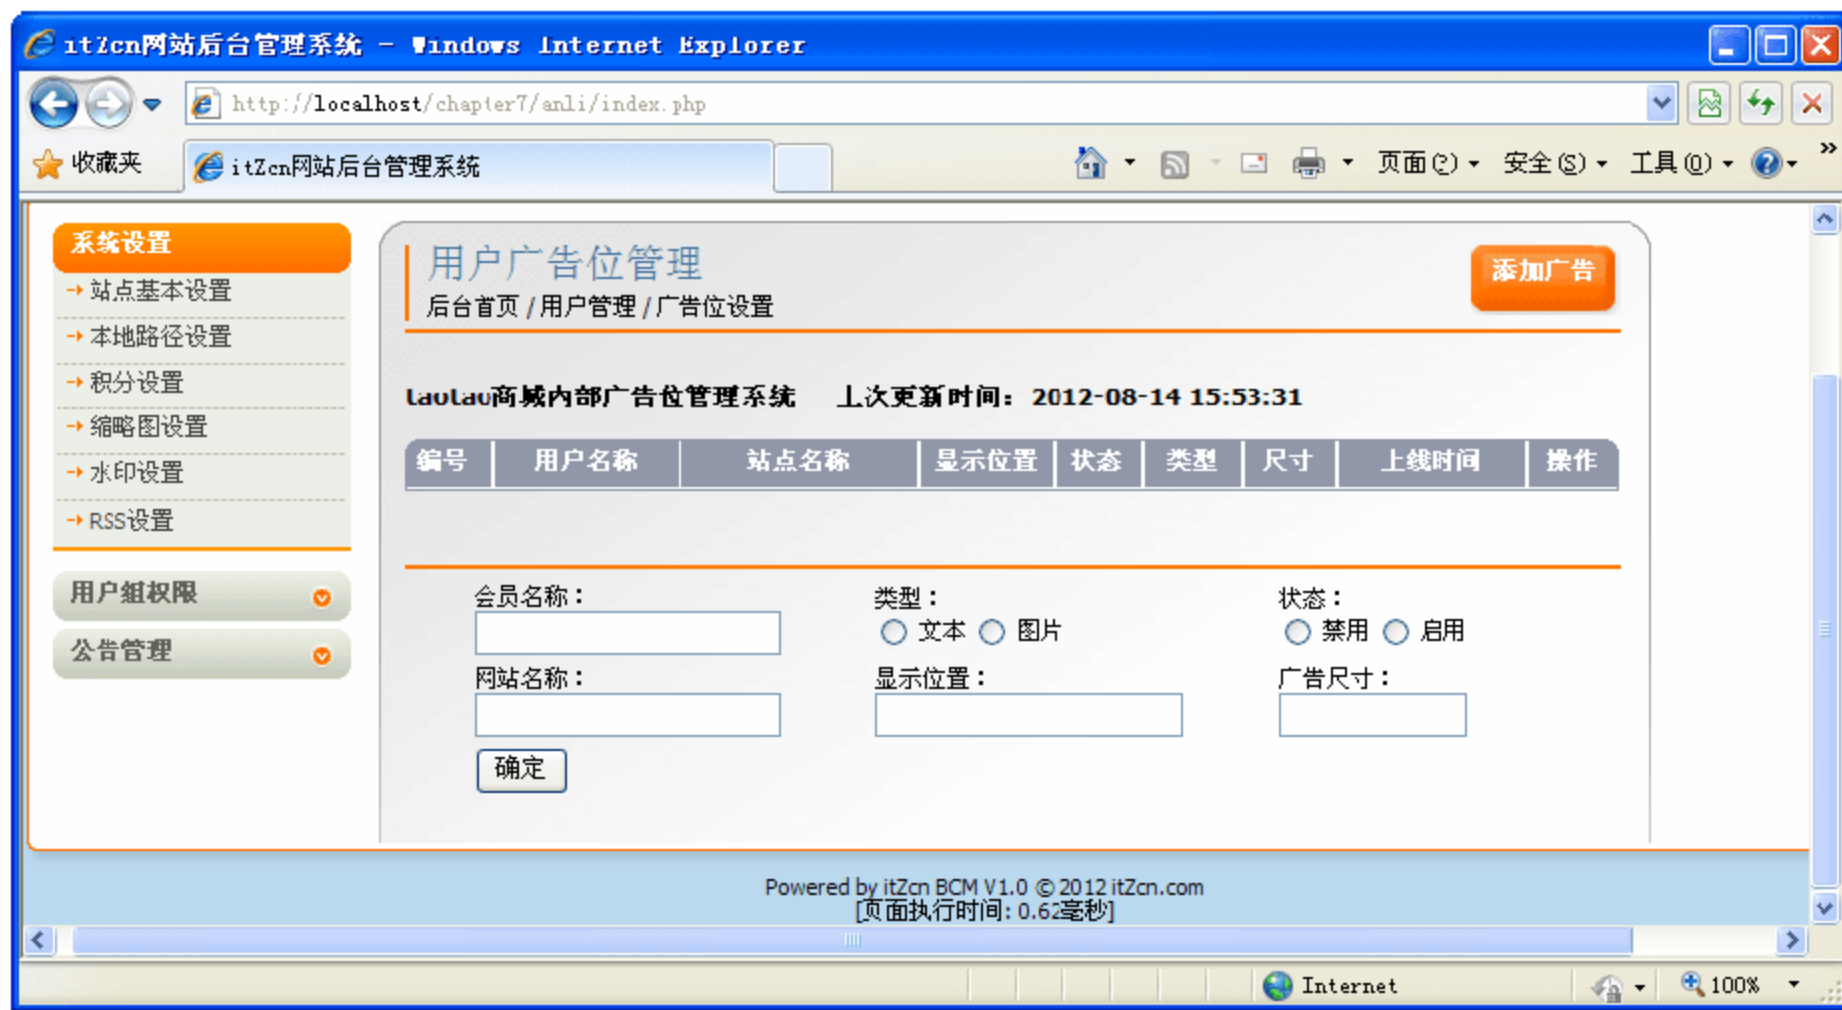 itZcn网站后台管理系统 - Windows Internet Explorer
http://localhost/chapter7/anli/index.php
收藏夹
itZcn网站后台管理系统
页面(P)
安全(S)
工具(O)
系统设置
站点基本设置
本地路径设置
积分设置
缩略图设置
水印设置
RSS设置
用户组权限
公告管理
用户广告位管理
后台首页 / 用户管理 / 广告位设置
添加广告
taotao商城内部广告位管理系统 上次更新时间：2012-08-14 15:53:31
编号 用户名称 站点名称 显示位置 状态 类型 尺寸 上线时间 操作
会员名称： 类型： 状态：
文本 图片 禁用 启用
网站名称： 显示位置： 广告尺寸：
确定
Powered by itZcn BCM V1.0 © 2012 itZcn.com
[页面执行时间: 0.62毫秒]
Internet
100%